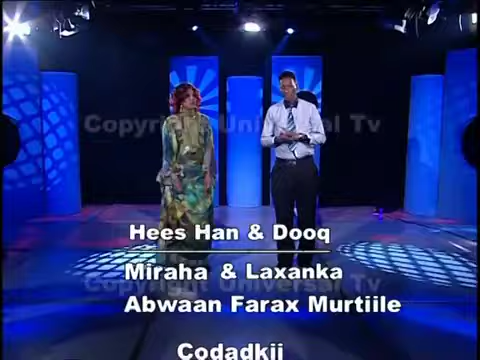 Copyright Universal Tv
Hees Han & Dooq
Miraha & Laxanka
Copyright Universal Tv
Abwaan Farax Murtiile
Codadkii